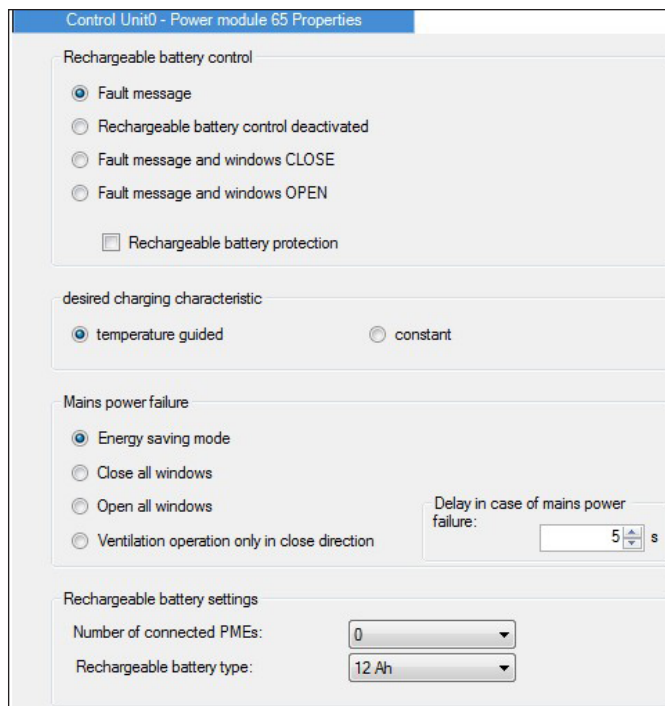 Control Unit0 - Power module 65 Properties
Rechargeable battery control
Fault message
Rechargeable battery control deactivated
Fault message and windows CLOSE
Fault message and windows OPEN
Rechargeable battery protection
desired charging characteristic
temperature guided
constant
Mains power failure
Energy saving mode
Close all windows
Open all windows
Ventilation operation only in close direction
Delay in case of mains power
failure:
5 s
Rechargeable battery settings
Number of connected PMEs: 0
Rechargeable battery type: 12 Ah